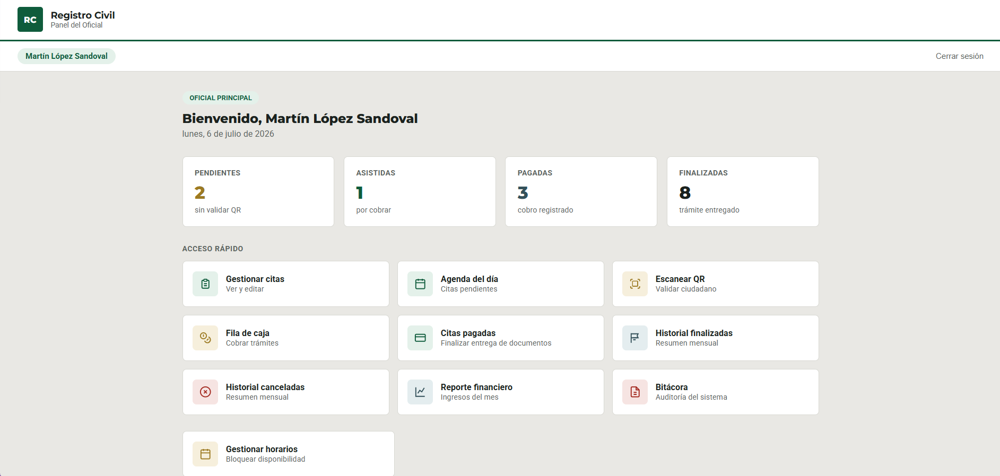 RC
Registro Civil
Panel del Oficial
Martín López Sandoval
Cerrar sesión
OFICIAL PRINCIPAL
Bienvenido, Martín López Sandoval
lunes, 6 de julio de 2026
PENDIENTES
2
sin validar QR
ASISTIDAS
1
por cobrar
PAGADAS
3
cobro registrado
FINALIZADAS
8
trámite entregado
ACCESO RÁPIDO
Gestionar citas
Ver y editar
Agenda del día
Citas pendientes
Escanear QR
Validar ciudadano
Fila de caja
Cobrar trámites
Citas pagadas
Finalizar entrega de documentos
Historial finalizadas
Resumen mensual
Historial canceladas
Resumen mensual
Reporte financiero
Ingresos del mes
Bitácora
Auditoría del sistema
Gestionar horarios
Bloquear disponibilidad